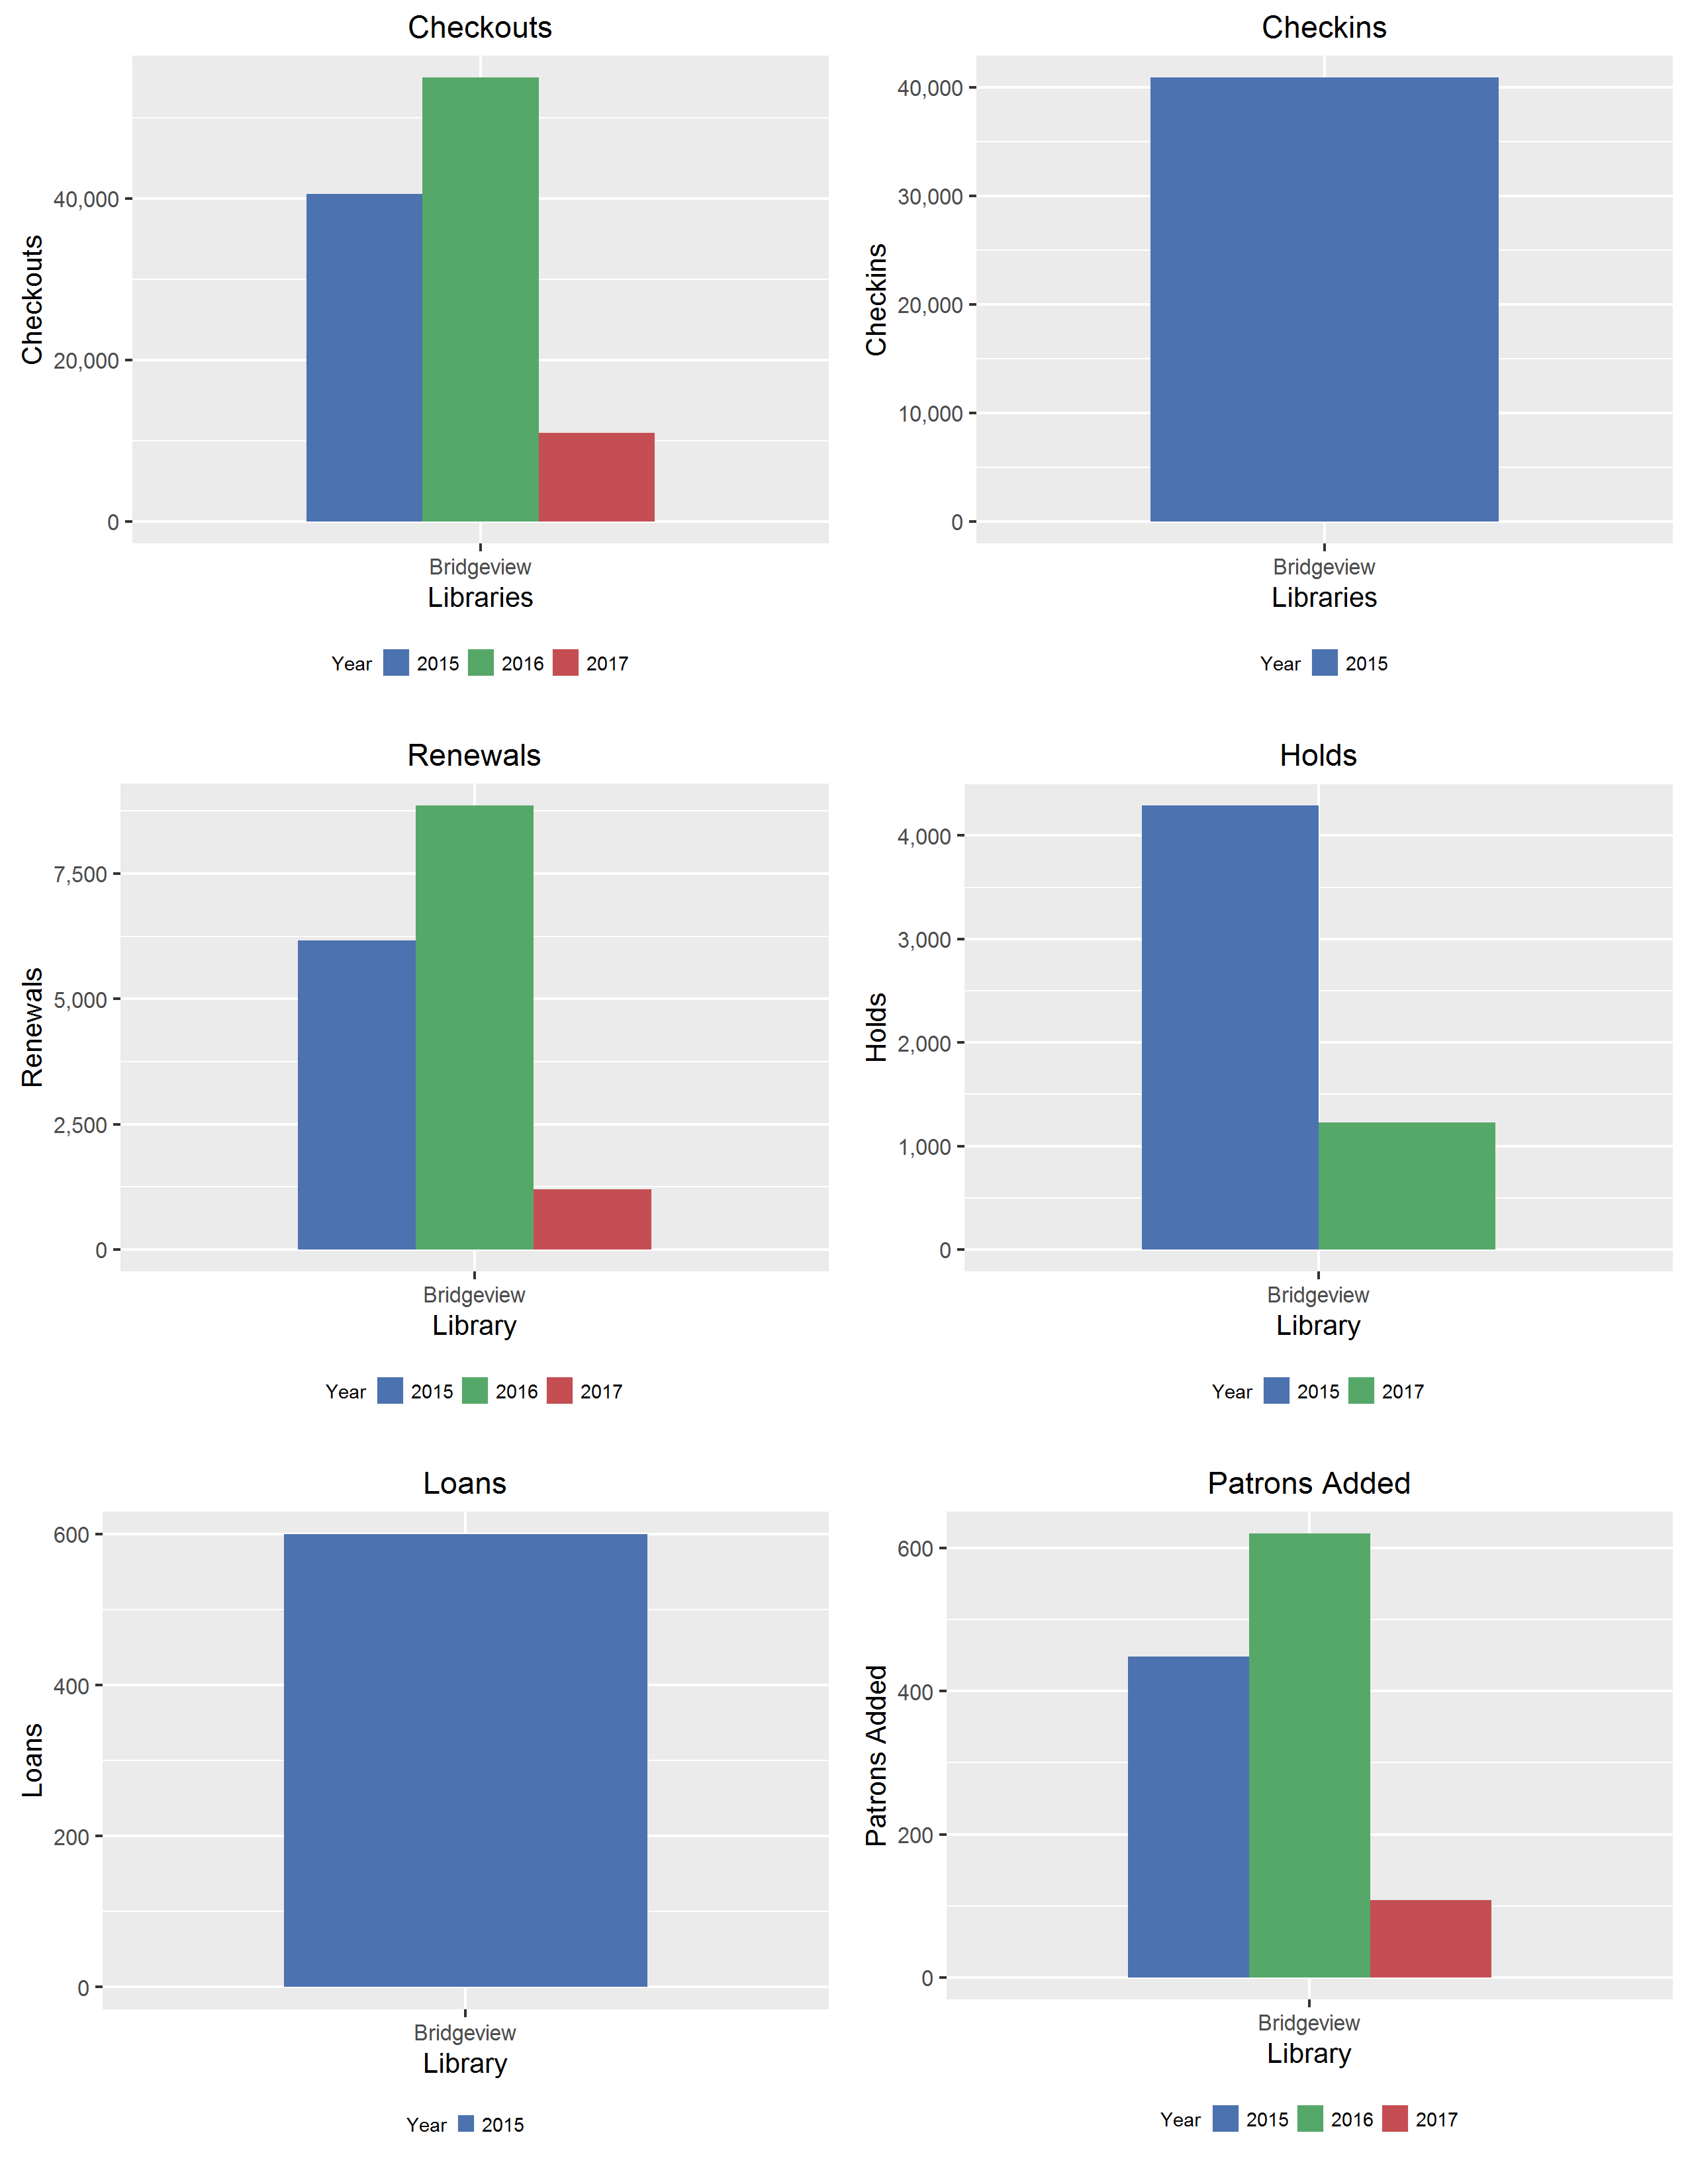 Checkouts
Checkouts
40,000
20,000
0
Bridgeview
Libraries
Year 2015 2016 2017
Checkins
Checkins
40,000
30,000
20,000
10,000
0
Bridgeview
Libraries
Year 2015
Renewals
Renewals
7,500
5,000
2,500
0
Bridgeview
Library
Year 2015 2016 2017
Holds
Holds
4,000
3,000
2,000
1,000
0
Bridgeview
Library
Year 2015 2017
Loans
Loans
600
400
200
0
Bridgeview
Library
Year 2015
Patrons Added
Patrons Added
600
400
200
0
Bridgeview
Library
Year 2015 2016 2017